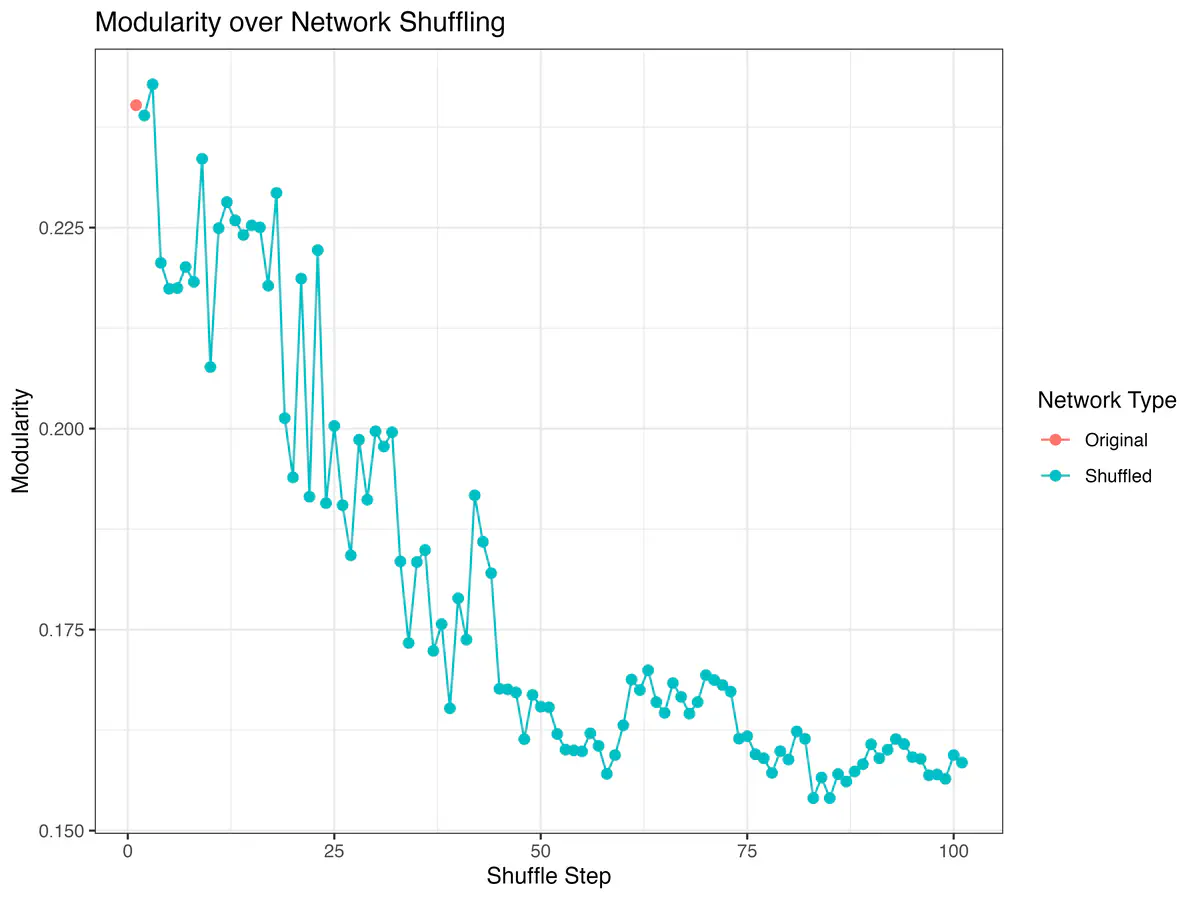 Modularity over Network Shuffling
Modularity
0.225
0.200
0.175
0.150
0 25 50 75 100
Shuffle Step
Network Type
Original
Shuffled